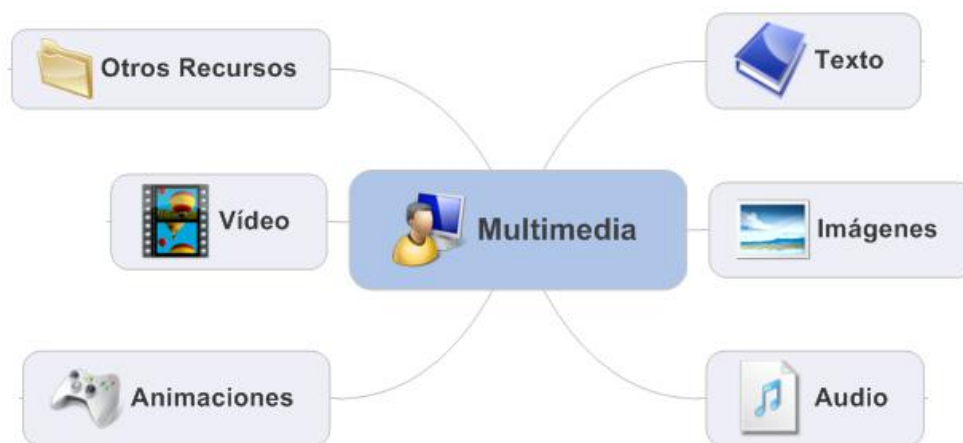 Otros Recursos
Texto
Vídeo
Multimedia
Imágenes
Animaciones
Audio